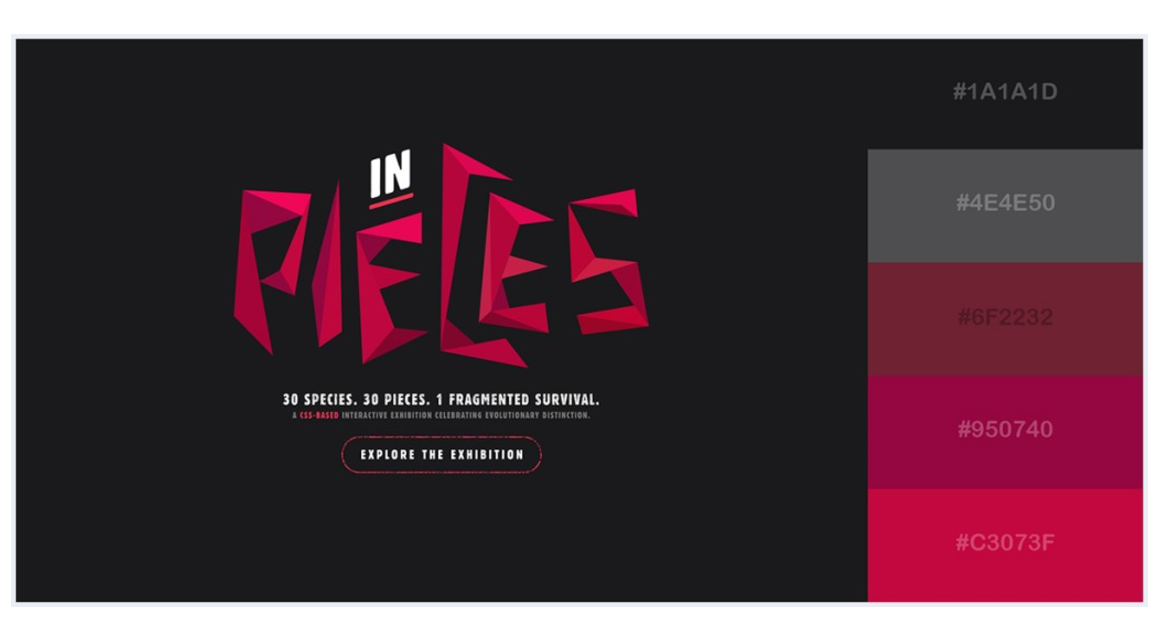 IN
PIECES
30 SPECIES. 30 PIECES. 1 FRAGMENTED SURVIVAL.
A CSS-BASED INTERACTIVE EXHIBITION CELEBRATING EVOLUTIONARY DISTINCTION.
EXPLORE THE EXHIBITION
#1A1A1D
#4E4E50
#6F2232
#950740
#C3073F